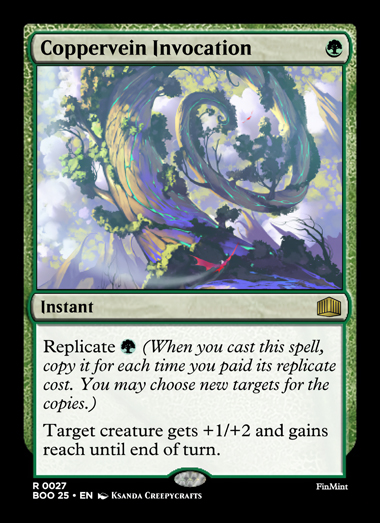 Coppervein Invocation
Instant
Replicate (When you cast this spell,
copy it for each time you paid its replicate
cost. You may choose new targets for the
copies.)
Target creature gets +1/+2 and gains
reach until end of turn.
R 0027
BOO 25 • EN Ksanda Creepycrafts
FinMint